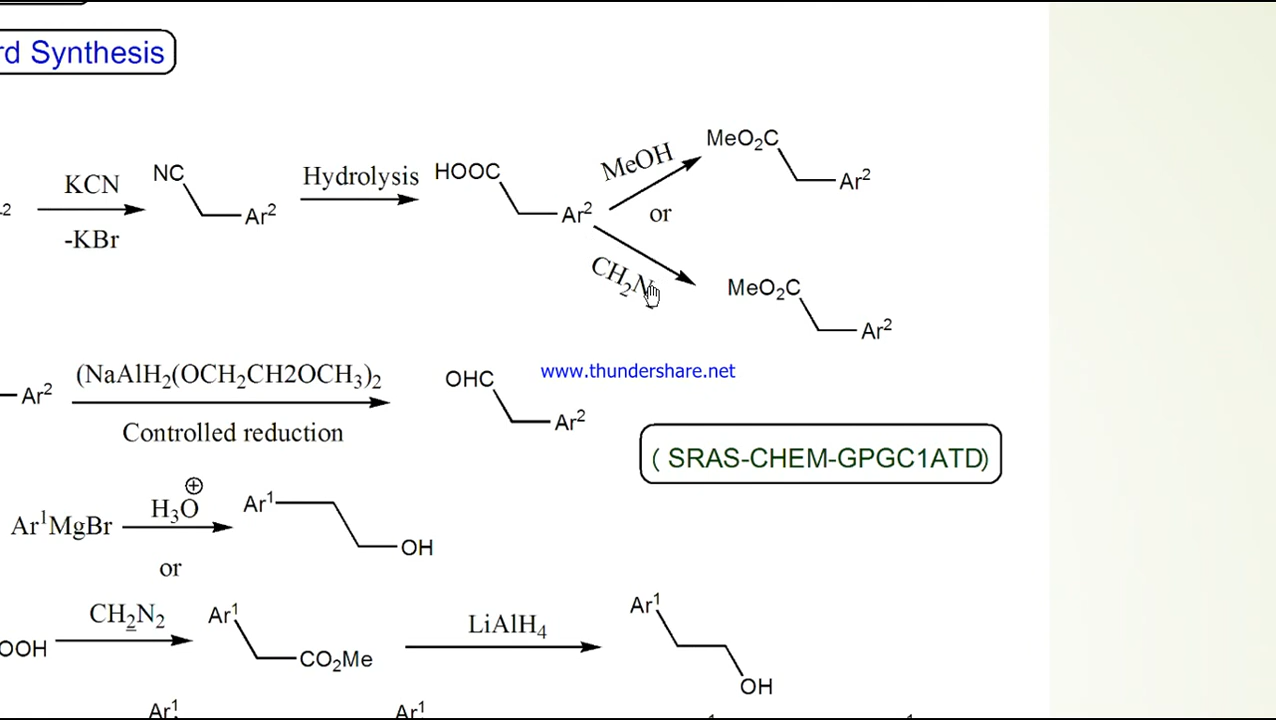 rd Synthesis
KCN
-KBr
NC
Ar2
Hydrolysis
HOOC
Ar2
MeOH
or
CH2N
MeO2C
Ar2
MeO2C
Ar2
Ar2
(NaAlH2(OCH2CH2OCH3)2
Controlled reduction
OHC
Ar2
www.thundershare.net
( SRAS-CHEM-GPGC1ATD)
Ar1MgBr
H3O
+
Ar1
OH
or
OOH
CH2N2
Ar1
CO2Me
LiAlH4
Ar1
OH
Ar1
Ar1